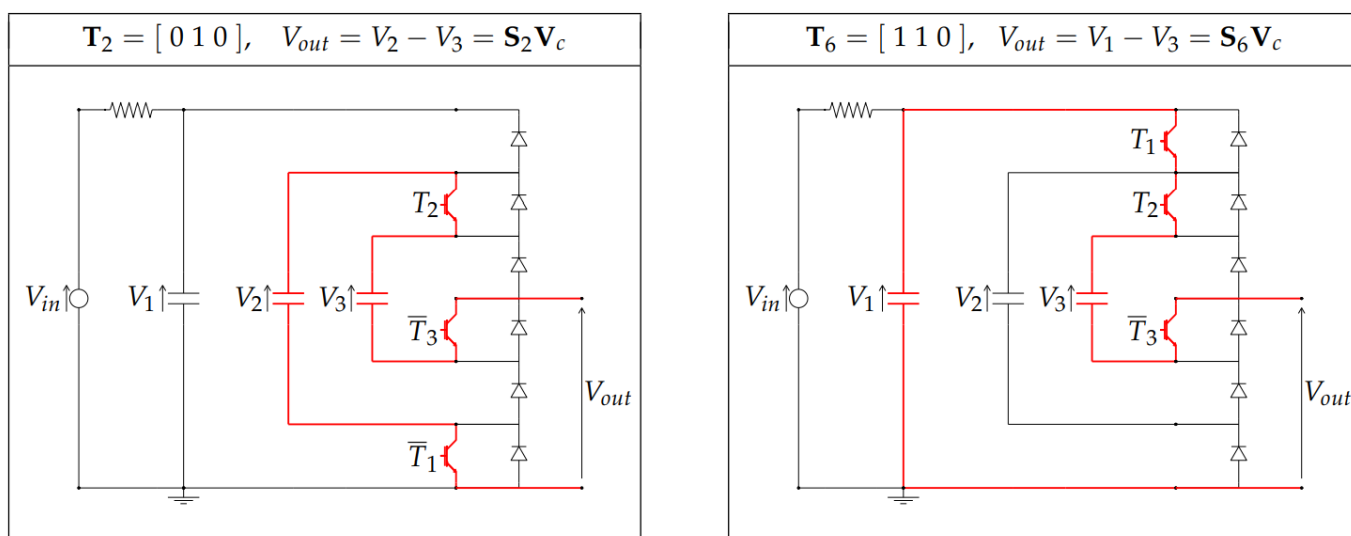 T₂ = [ 0 1 0 ], V_out = V₂ − V₃ = S₂V_c
T₂
V_in
V₁
V₂
V₃
T̅₃
V_out
T̅₁
T₆ = [ 1 1 0 ], V_out = V₁ − V₃ = S₆V_c
T₁
T₂
V_in
V₁
V₂
V₃
T̅₃
V_out